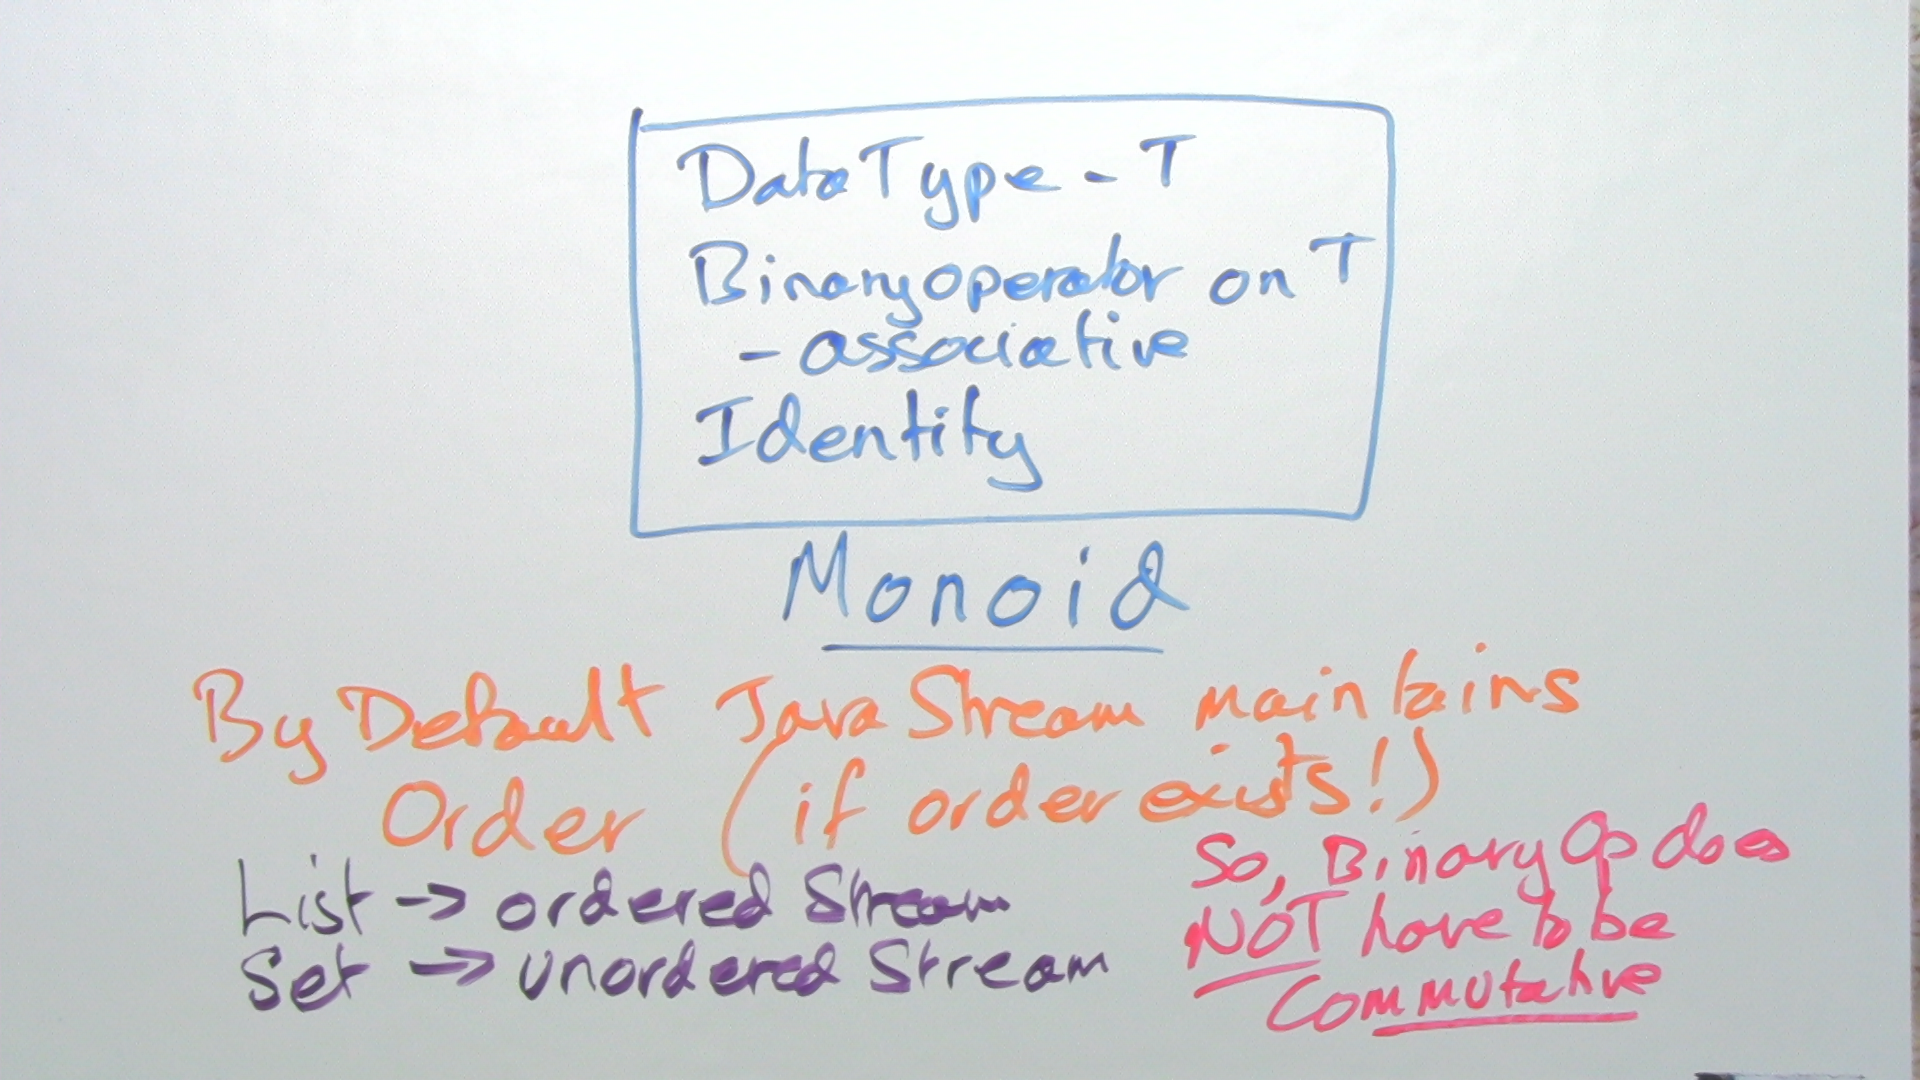 DataType - T
Binaryoperator on T
- associative
Identity
Monoid
By Default Java Stream maintains
Order (if order exists!)
List -> ordered Stream
Set -> unordered Stream
So, BinaryOp does
NOT have to be
Commutative